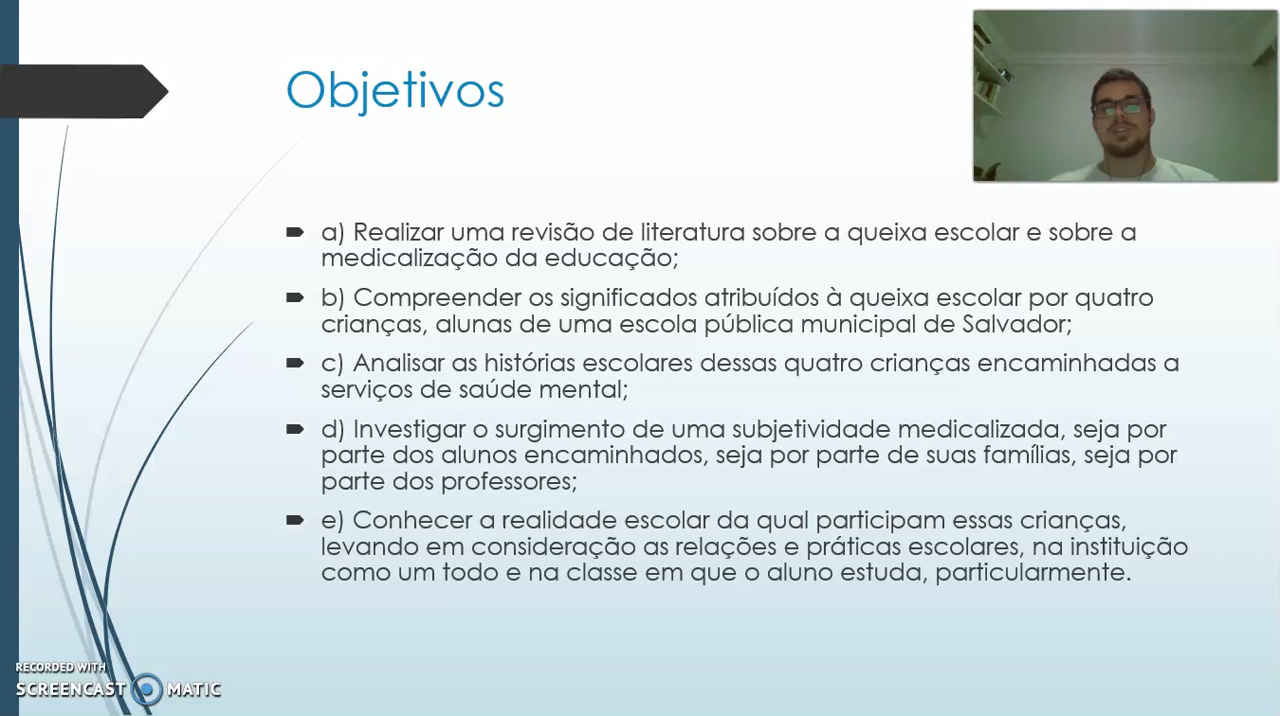 Objetivos
a) Realizar uma revisão de literatura sobre a queixa escolar e sobre a
medicalização da educação;
b) Compreender os significados atribuídos à queixa escolar por quatro
crianças, alunas de uma escola pública municipal de Salvador;
c) Analisar as histórias escolares dessas quatro crianças encaminhadas a
serviços de saúde mental;
d) Investigar o surgimento de uma subjetividade medicalizada, seja por
parte dos alunos encaminhados, seja por parte de suas famílias, seja por
parte dos professores;
e) Conhecer a realidade escolar da qual participam essas crianças,
levando em consideração as relações e práticas escolares, na instituição
como um todo e na classe em que o aluno estuda, particularmente.
RECORDED WITH
SCREENCAST MATIC